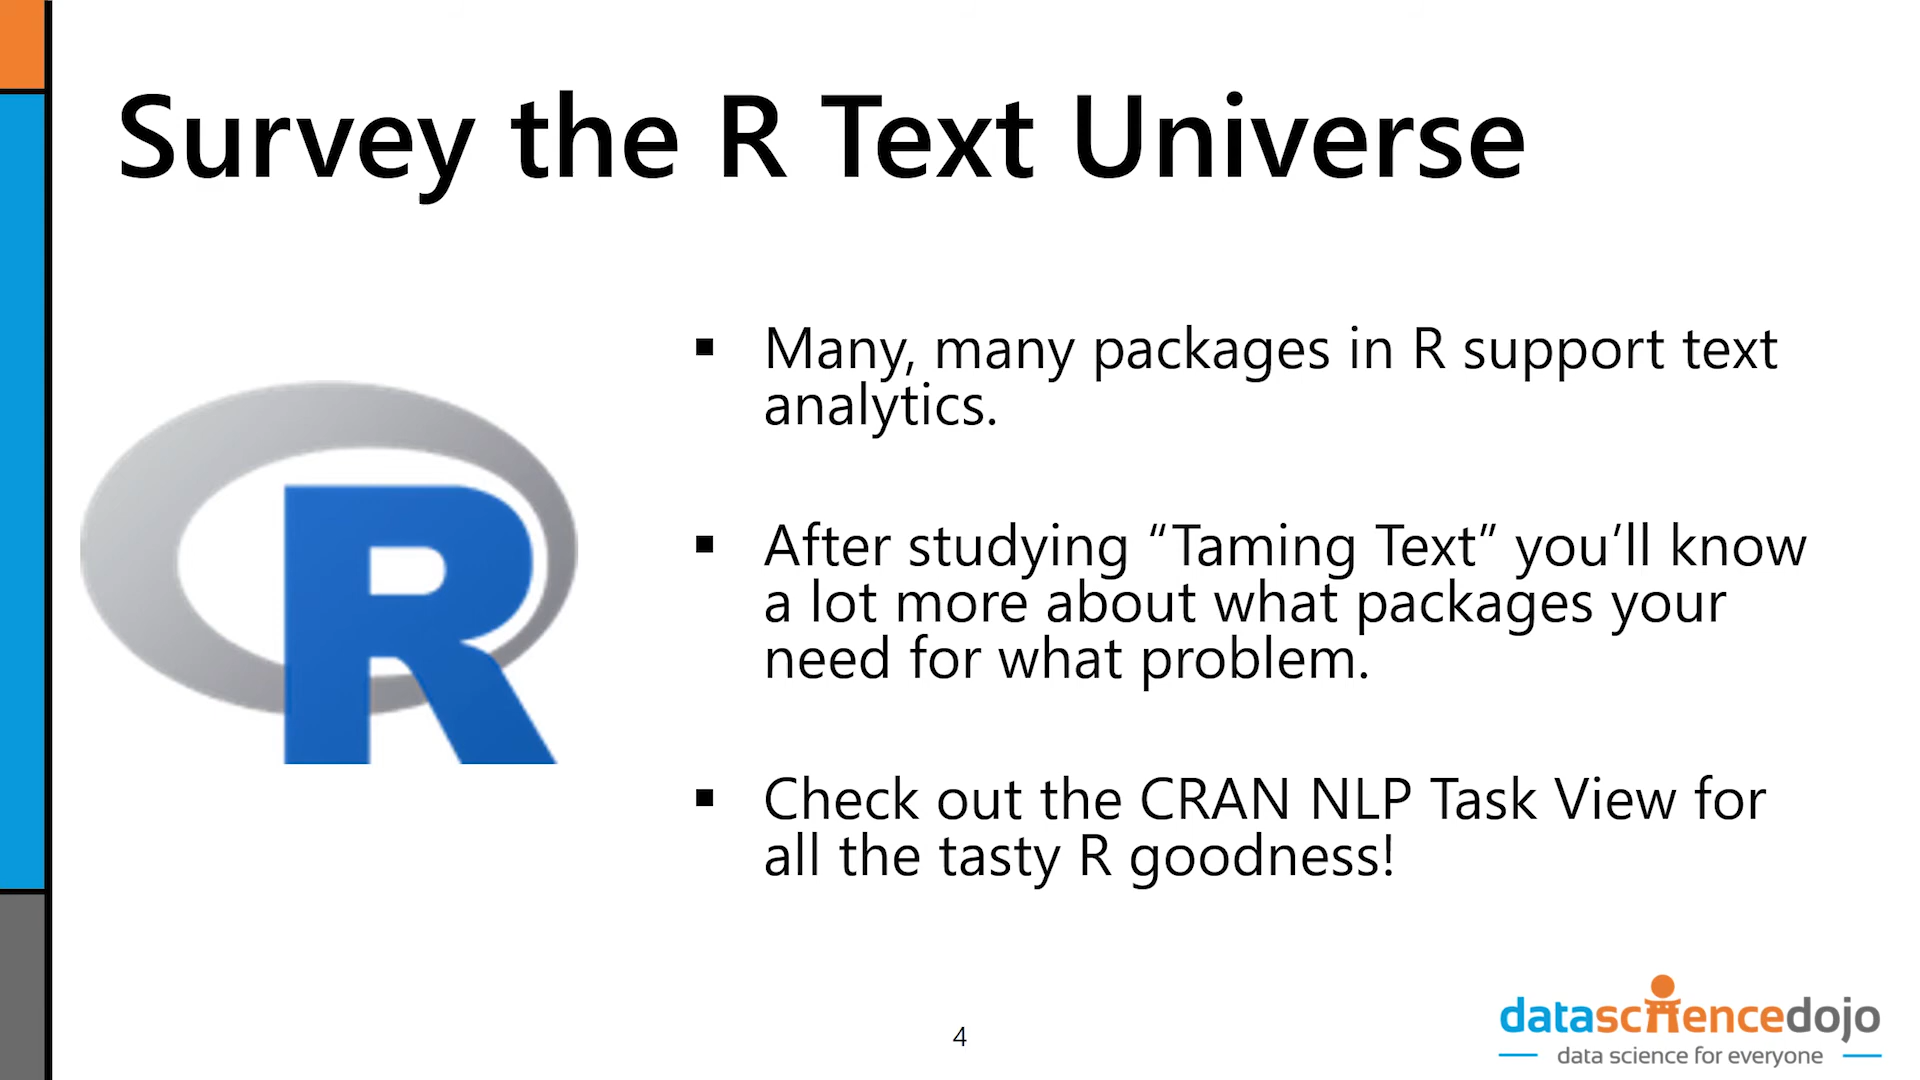 Survey the R Text Universe
▪ Many, many packages in R support text
analytics.
▪ After studying “Taming Text” you’ll know
a lot more about what packages your
need for what problem.
▪ Check out the CRAN NLP Task View for
all the tasty R goodness!
R
4
datasciencedojo
data science for everyone